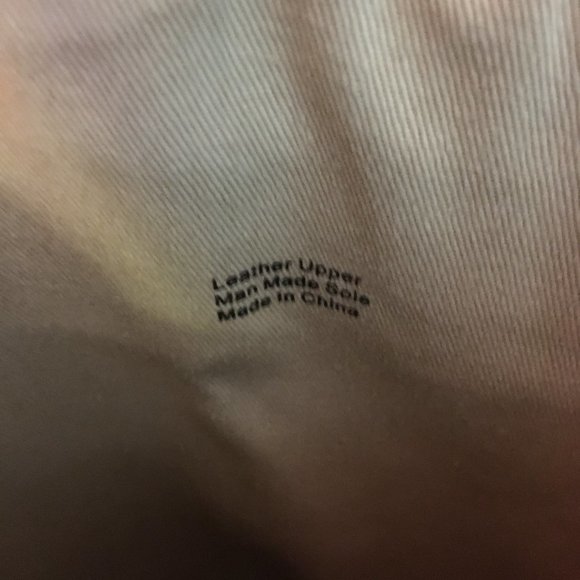 Leather Upper
Man Made Sole
Made In China